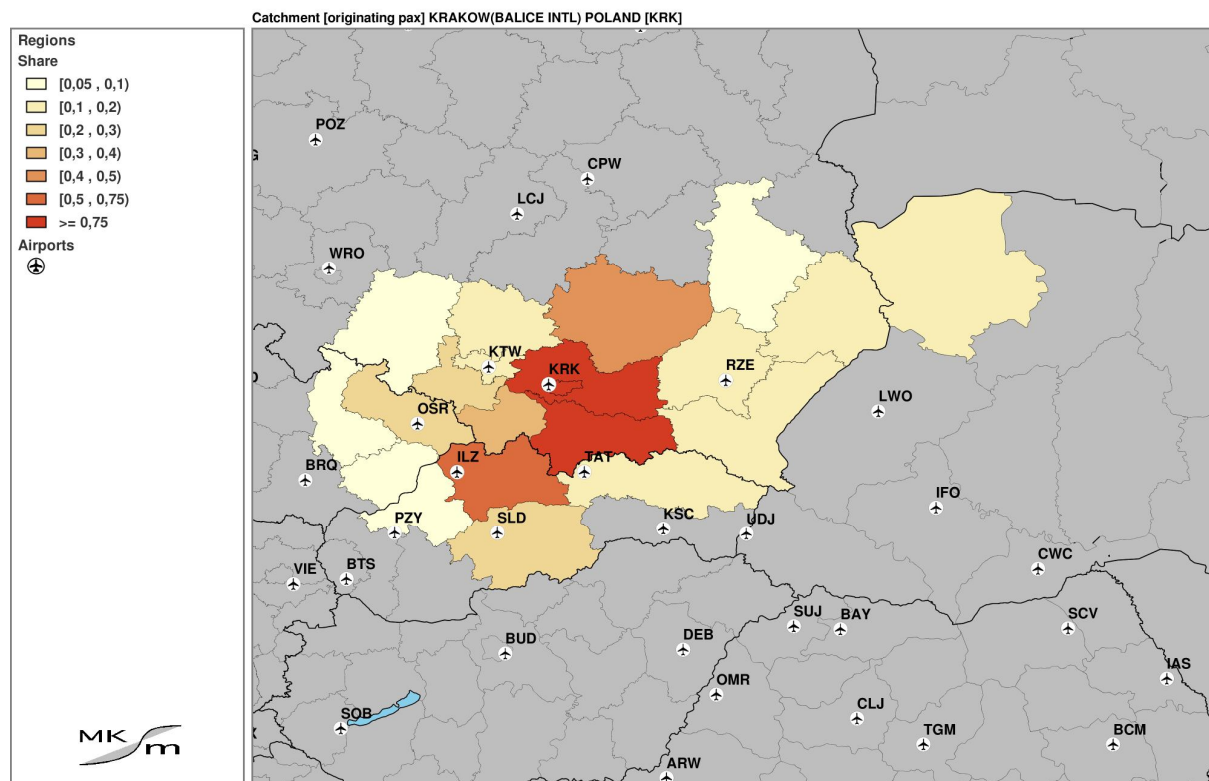 Catchment [originating pax] KRAKOW(BALICE INTL) POLAND [KRK]
Regions
Share
[0,05 , 0,1)
[0,1 , 0,2)
[0,2 , 0,3)
[0,3 , 0,4)
[0,4 , 0,5)
[0,5 , 0,75)
>= 0,75
Airports
POZ
CPW
LCJ
WRO
KTW
KRK
RZE
OSR
LWO
BRQ
ILZ
TAT
IFO
PZY
SLD
KSC
UDJ
CWC
VIE
BTS
SUJ
BAY
SCV
BUD
DEB
IAS
OMR
SOB
CLJ
TGM
BCM
ARW
MK
m